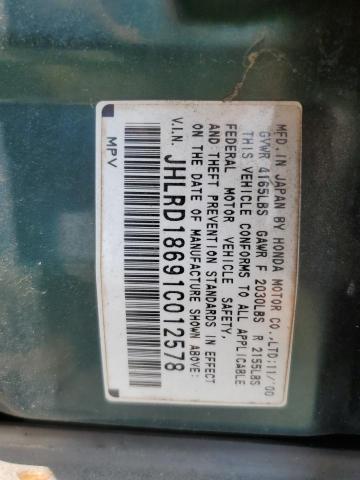 MFD. IN JAPAN BY HONDA MOTOR CO.,LTD;11/'00
GVWR 4165LBS GAWR F 2030LBS R 2155LBS
THIS VEHICLE CONFORMS TO ALL APPLICABLE
FEDERAL MOTOR VEHICLE SAFETY,
AND THEFT PREVENTION STANDARDS IN EFFECT
ON THE DATE OF MANUFACTURE SHOWN ABOVE:
V.I.N. JHLRD18691C012578
MPV